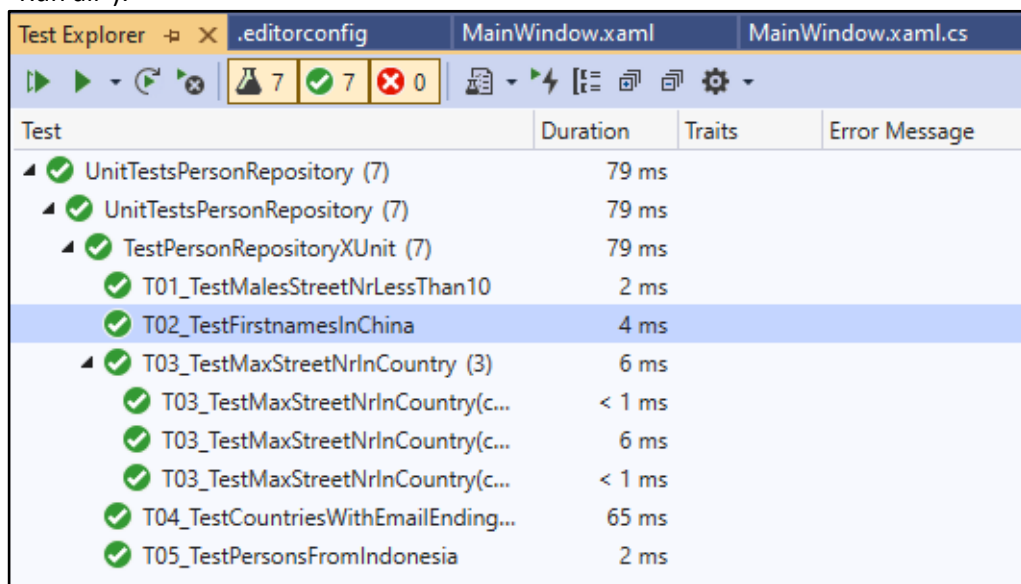 Test Explorer .editorconfig MainWindow.xaml MainWindow.xaml.cs
7 7 0
Test Duration Traits Error Message
UnitTestsPersonRepository (7) 79 ms
UnitTestsPersonRepository (7) 79 ms
TestPersonRepositoryXUnit (7) 79 ms
T01_TestMalesStreetNrLessThan10 2 ms
T02_TestFirstnamesInChina 4 ms
T03_TestMaxStreetNrInCountry (3) 6 ms
T03_TestMaxStreetNrInCountry(c... < 1 ms
T03_TestMaxStreetNrInCountry(c... 6 ms
T03_TestMaxStreetNrInCountry(c... < 1 ms
T04_TestCountriesWithEmailEnding... 65 ms
T05_TestPersonsFromIndonesia 2 ms